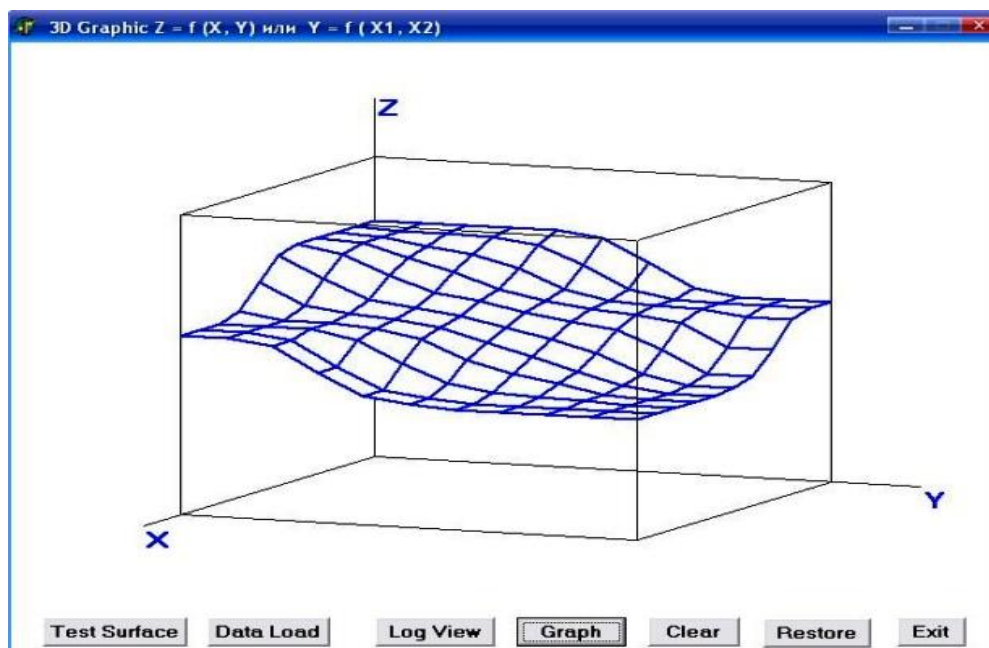 3D Graphic Z = f (X, Y) или Y = f ( X1, X2)
Z
Y
X
Test Surface Data Load Log View Graph Clear Restore Exit